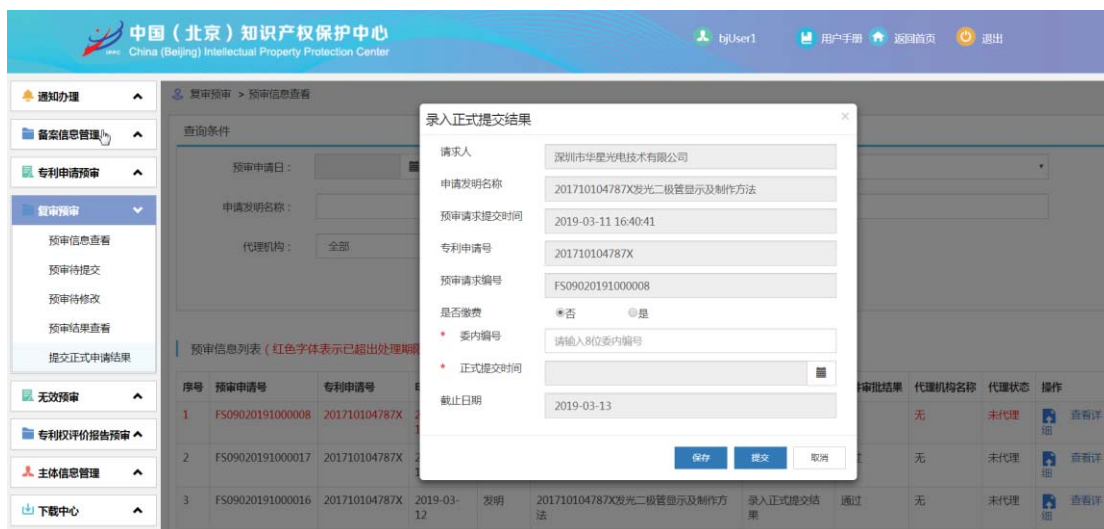 中国（北京）知识产权保护中心
China (Beijing) Intellectual Property Protection Center
bjUser1 用户手册 返回首页 退出
通知办理
备案信息管理
专利申请预审
复审预审
预审信息查看
预审待提交
预审待修改
预审结果查看
提交正式申请结果
无效预审
专利权评价报告预审
主体信息管理
下载中心
复审预审 > 预审信息查看
查询条件
预审申请日：
申请发明名称：
代理机构： 全部
录入正式提交结果 ×
请求人 深圳市华星光电技术有限公司
申请发明名称 201710104787X发光二极管显示及制作方法
预审请求提交时间 2019-03-11 16:40:41
专利申请号 201710104787X
预审请求编号 FS09020191000008
是否缴费 否 是
* 委内编号 请输入8位委内编号
* 正式提交时间
截止日期 2019-03-13
保存 提交 取消
预审信息列表 ( 红色字体表示已超出处理期
序号 预审申请号 专利申请号 审批结果 代理机构名称 代理状态 操作
1 FS09020191000008 201710104787X 无 未代理 查看详细
2 FS09020191000017 201710104787X 无 未代理 查看详细
3 FS09020191000016 201710104787X 2019-03-12 发明 201710104787X发光二极管显示及制作方法 录入正式提交结果 通过 无 未代理 查看详细